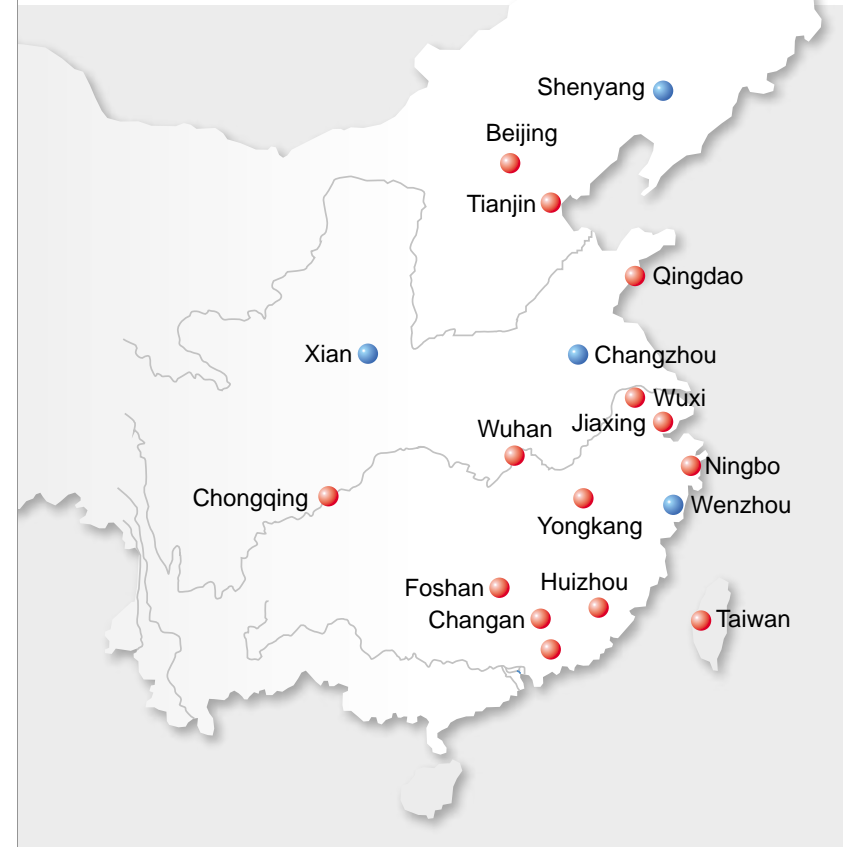 Shenyang
Beijing
Tianjin
Qingdao
Xian
Changzhou
Wuxi
Jiaxing
Wuhan
Ningbo
Chongqing
Wenzhou
Yongkang
Foshan
Huizhou
Changan
Taiwan